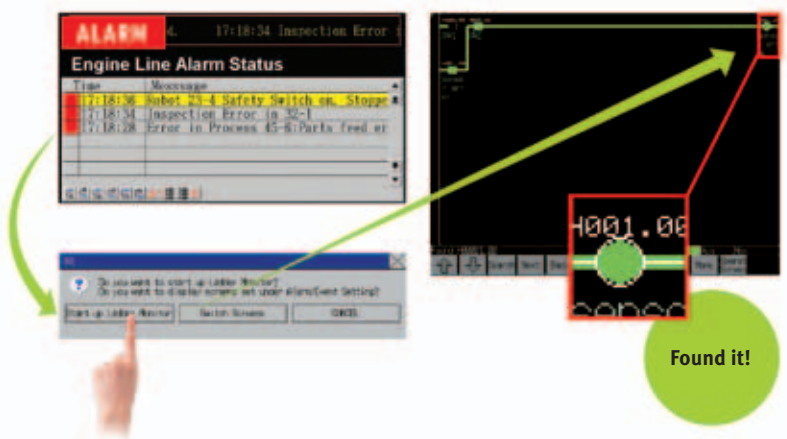 ALARM 17:18:34 Inspection Error
Engine Line Alarm Status
Time Messsage
17:18:36 Robot 23-4 Safety Switch on. Stoppe
17:18:34 Inspection Error in 32-1
17:18:28 Error in Process 45-6:Parts feed er
Do you want to start up Ladder Monitor?
Do you want to display screens set under Alarm/Event Setting?
Start up Ladder Monitor Switch Screens CANCEL
H001.00
Search Next
Found it!